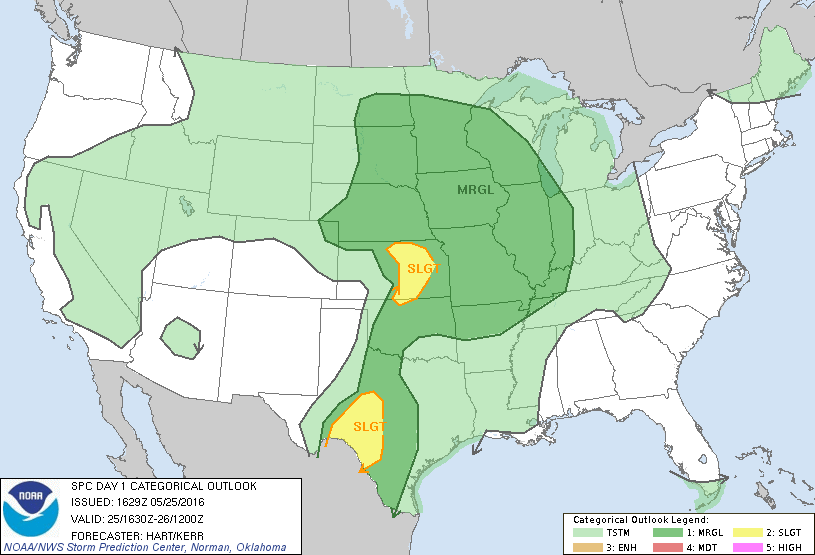 MRGL
SLGT
SLGT
NOAA
SPC DAY 1 CATEGORICAL OUTLOOK
ISSUED: 1629Z 05/25/2016
VALID: 25/1630Z-26/1200Z
FORECASTER: HART/KERR
NOAA/NWS Storm Prediction Center, Norman, Oklahoma
Categorical Outlook Legend:
TSTM 1: MRGL 2: SLGT
3: ENH 4: MDT 5: HIGH